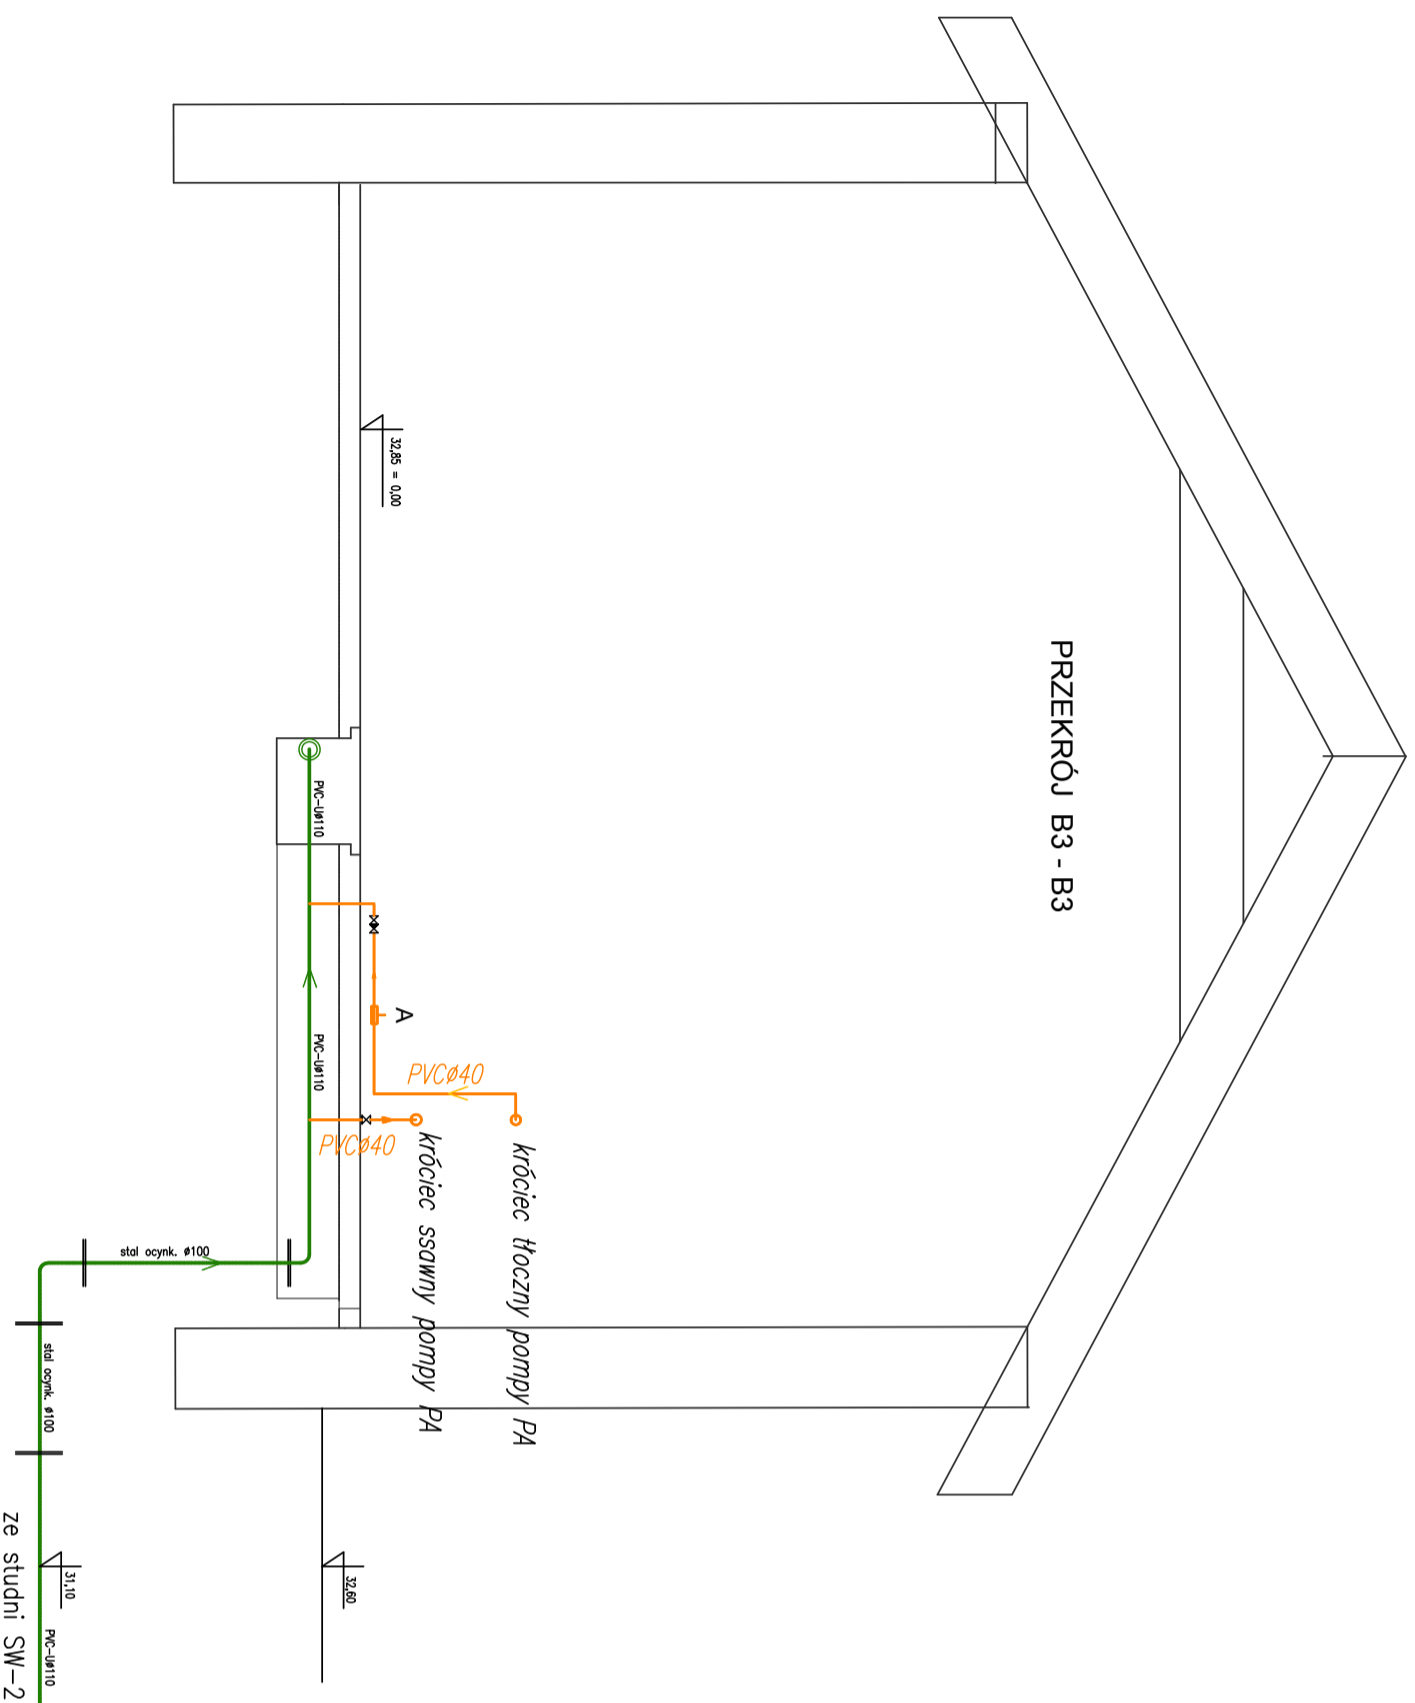 PRZEKRÓJ B3 - B3
32,85 = 0,00
króciec tłoczny pompy PA
PVCø40
A
króciec ssawny pompy PA
PVCø40
PVC-Uø110
PVC-Uø110
32,60
stal ocynk. ø100
stal ocynk. ø100
31,10
PVC-Uø110
ze studni SW-2